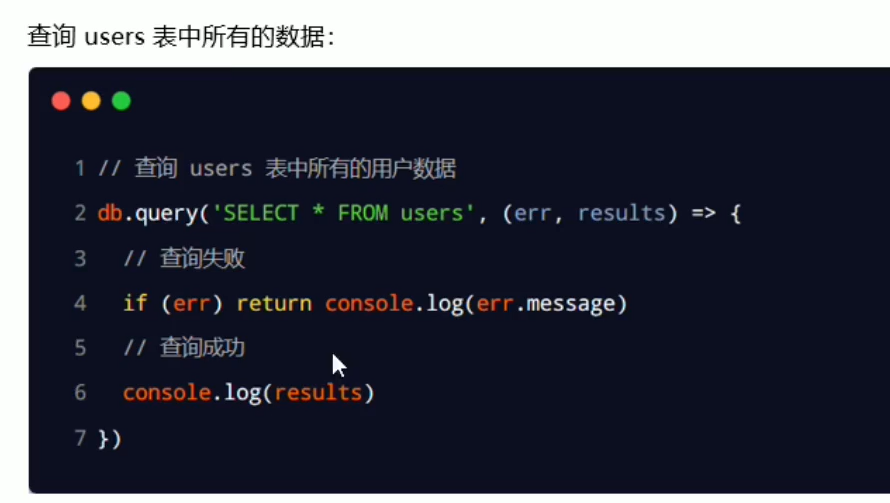 查询 users 表中所有的数据：
1 // 查询 users 表中所有的用户数据
2 db.query('SELECT * FROM users', (err, results) => {
3   // 查询失败
4   if (err) return console.log(err.message)
5   // 查询成功
6   console.log(results)
7 })